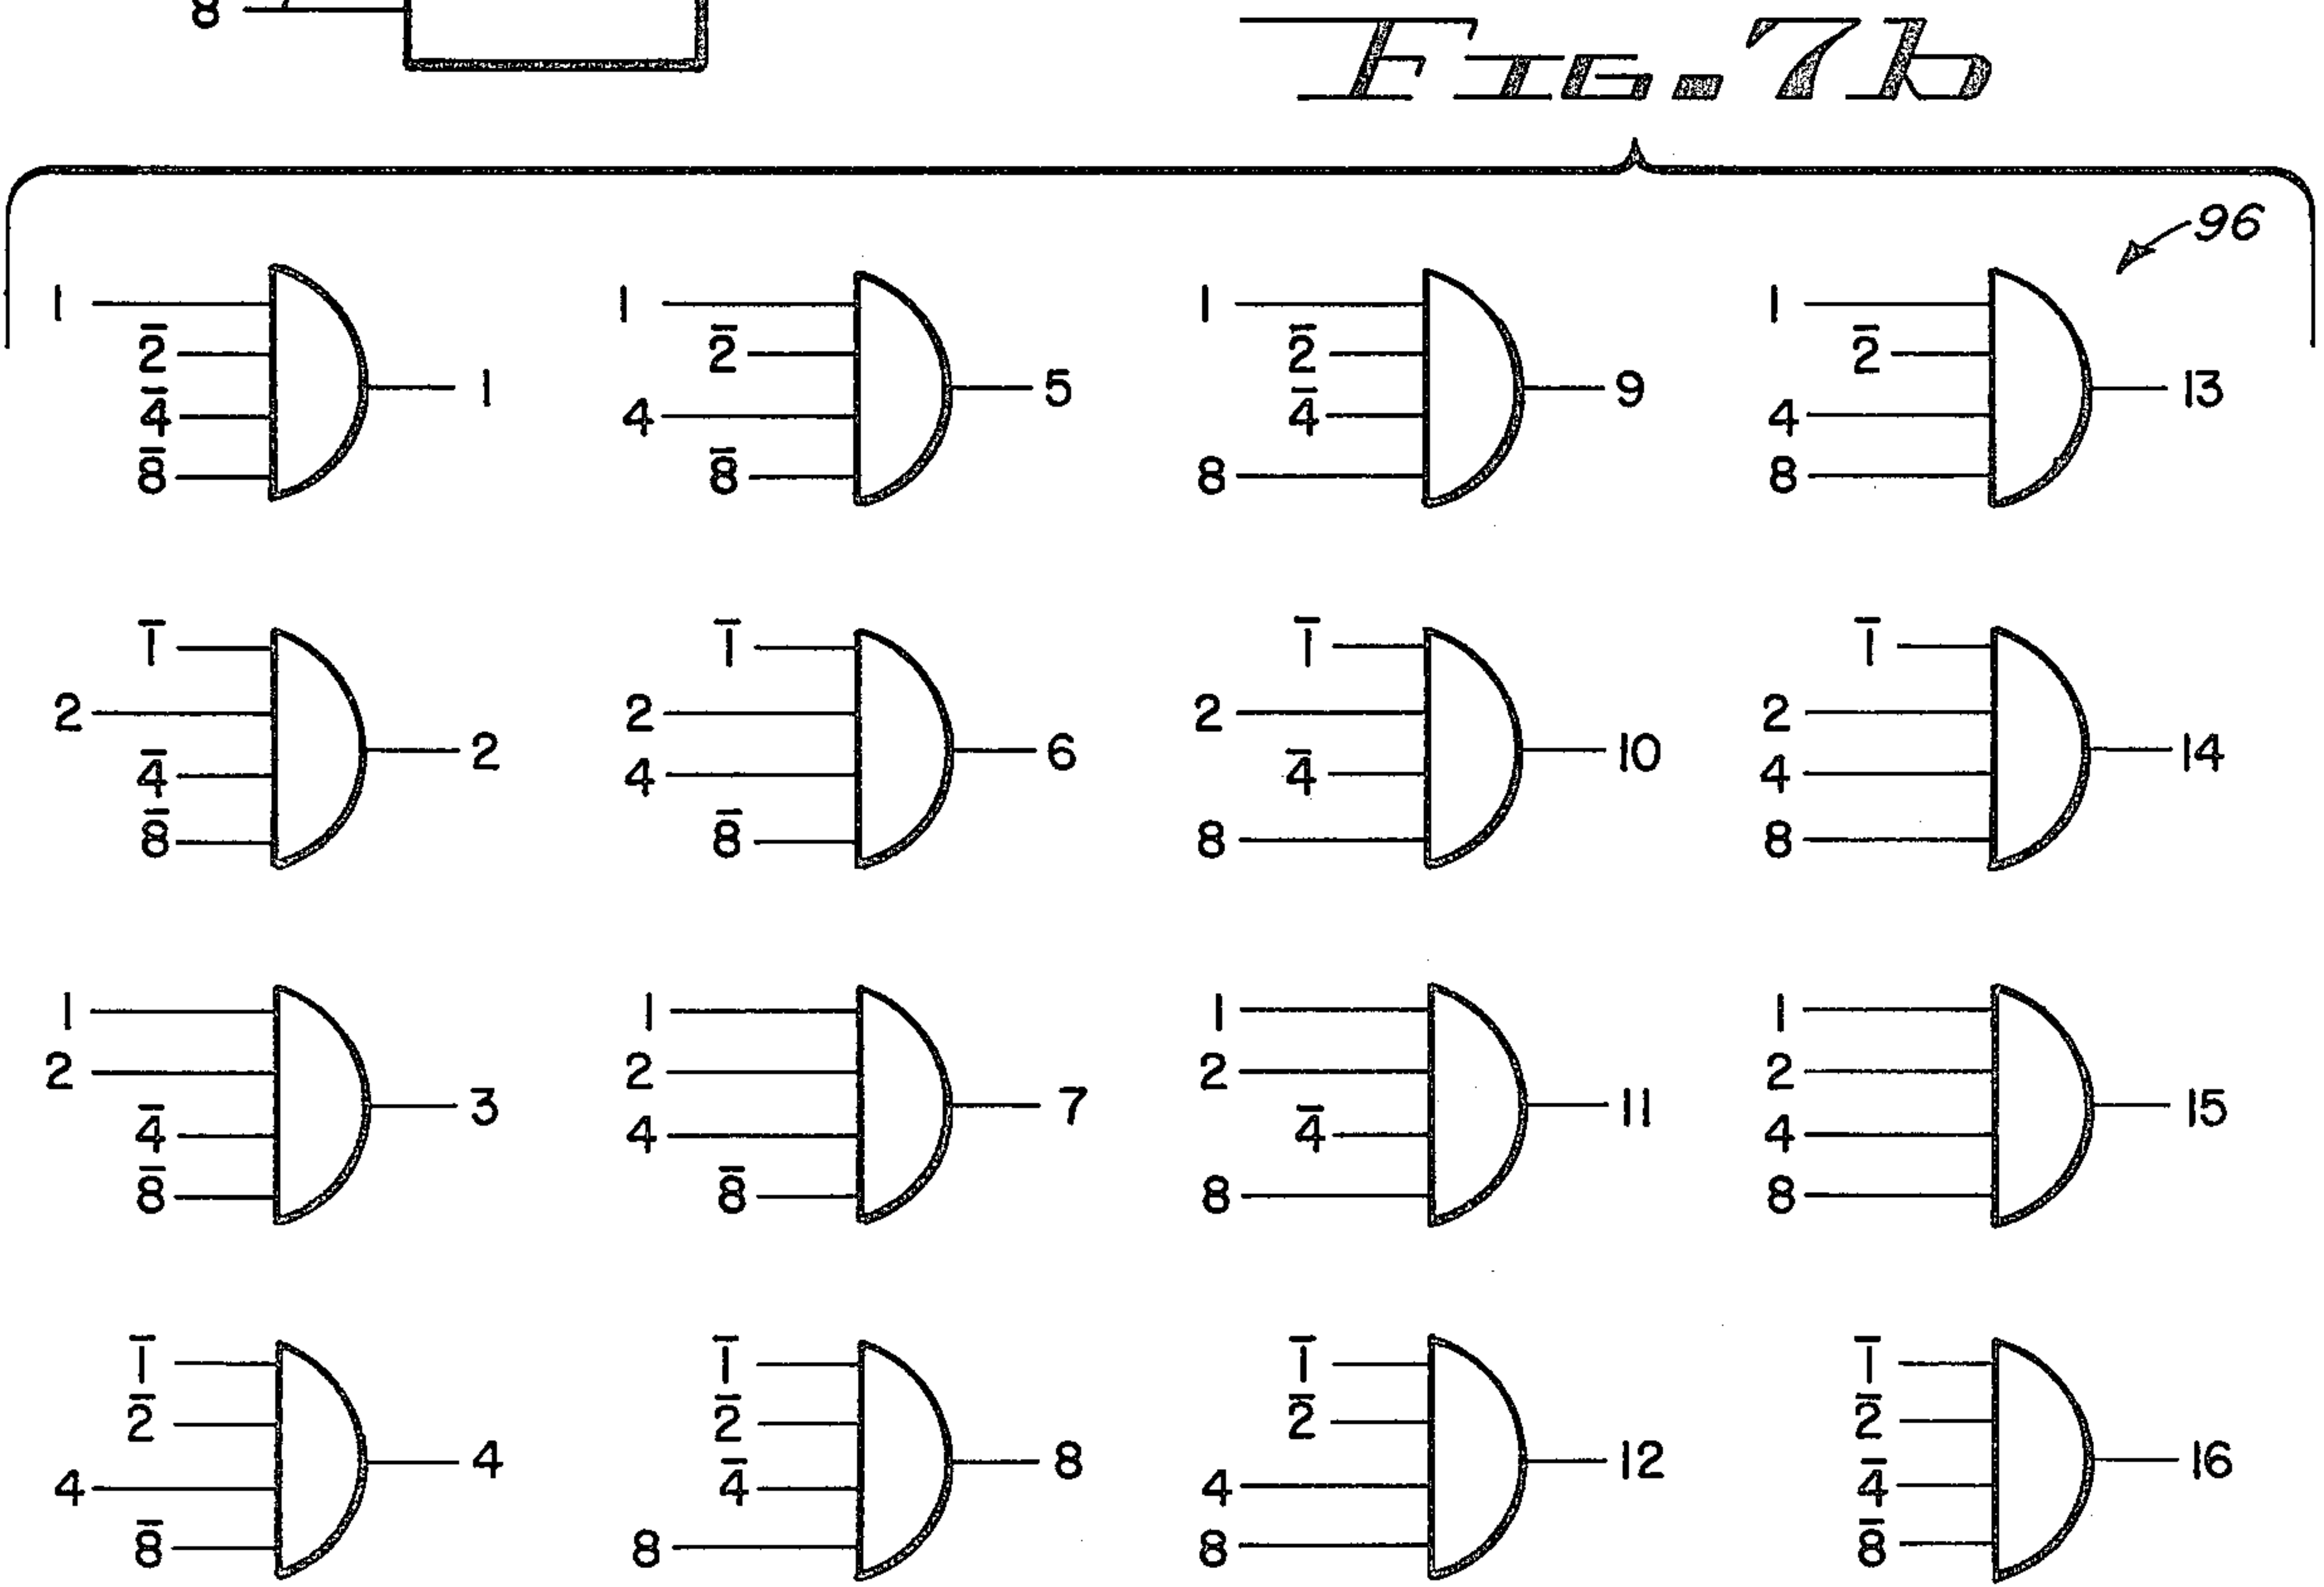 8
FIG. 7b
96
1 1 1 1
2̅ 2̅ 2̅ 2̅
1 5 9 13
4̅ 4 4̅ 4
8̅ 8̅ 8 8
1̅ 1̅ 1̅ 1̅
2 2 2 2
2 6 10 14
4̅ 4 4̅ 4
8̅ 8̅ 8 8
1 1 1 1
2 2 2 2
3 7 11 15
4̅ 4 4̅ 4
8̅ 8̅ 8 8
1̅ 1̅ 1̅ 1̅
2̅ 2̅ 2̅ 2̅
4 8 12 16
4 4̅ 4 4̅
8̅ 8 8 8̅